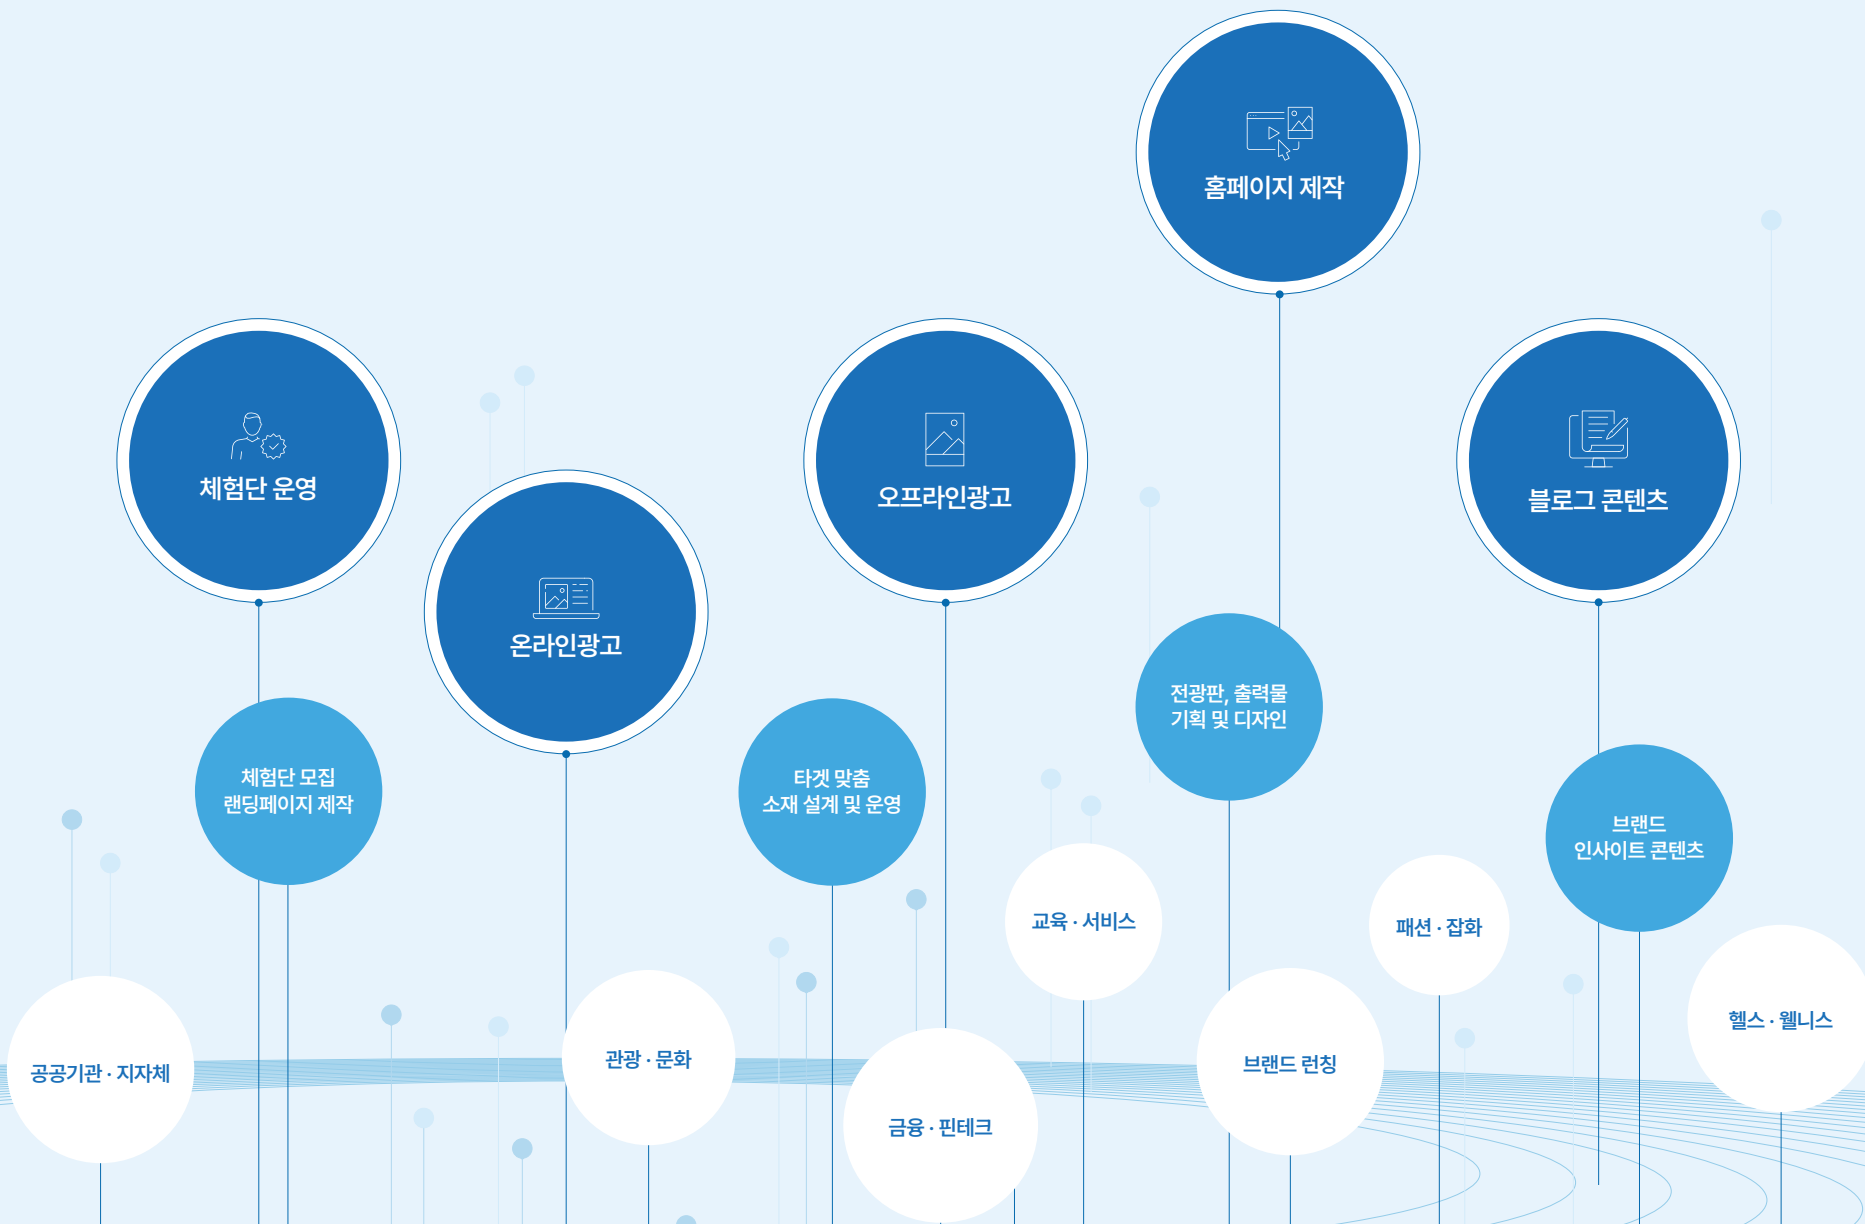 홈페이지 제작
체험단 운영
오프라인광고
블로그 콘텐츠
온라인광고
전광판, 출력물
기획 및 디자인
체험단 모집
랜딩페이지 제작
타겟 맞춤
소재 설계 및 운영
브랜드
인사이트 콘텐츠
교육 · 서비스
패션 · 잡화
헬스 · 웰니스
공공기관 · 지자체
관광 · 문화
브랜드 런칭
금융 · 핀테크